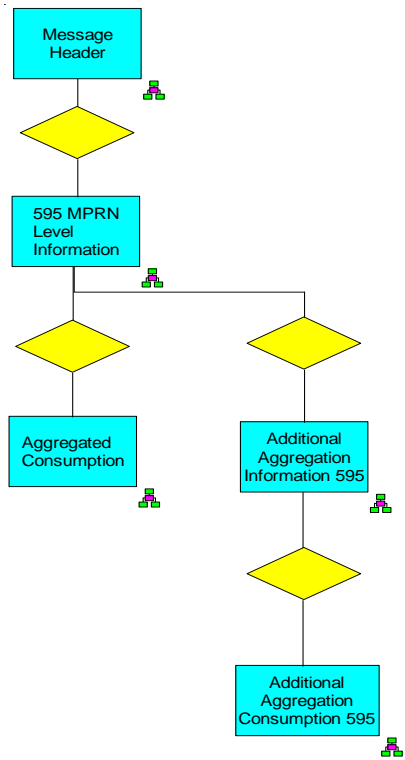 Message
Header
595 MPRN
Level
Information
Aggregated
Consumption
Additional
Aggregation
Information 595
Additional
Aggregation
Consumption 595